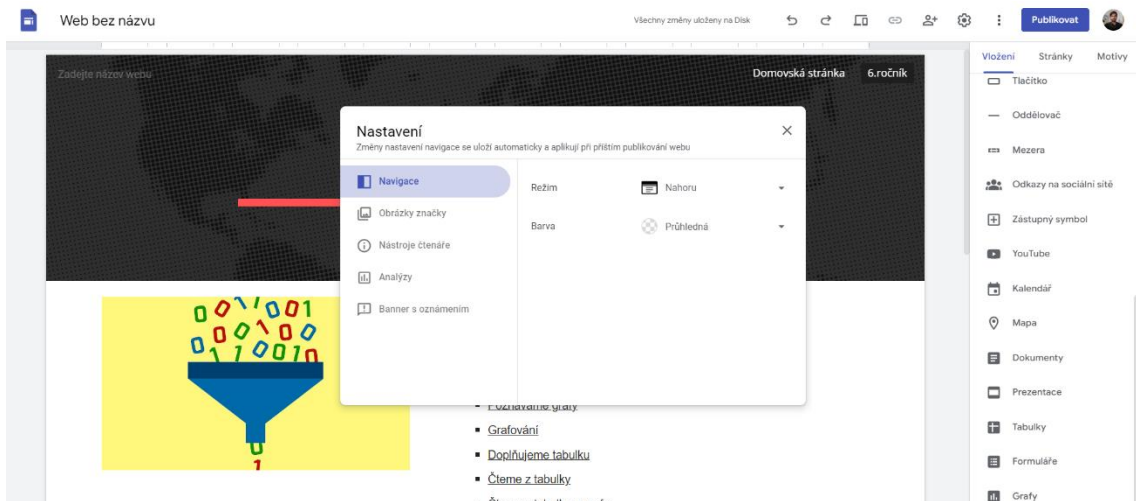 Web bez názvu
Všechny změny uloženy na Disk
Publikovat
Vložení Stránky Motivy
Zadejte název webu
Domovská stránka 6.ročník
Nastavení
Změny nastavení navigace se uloží automaticky a aplikují při příštím publikování webu
Navigace
Obrázky značky
Nástroje čtenáře
Analýzy
Banner s oznámením
Režim Nahoru
Barva Průhledná
Poznáváme grafy
Grafování
Doplňujeme tabulku
Čteme z tabulky
Tlačítko
Oddělovač
Mezera
Odkazy na sociální sítě
Zástupný symbol
YouTube
Kalendář
Mapa
Dokumenty
Prezentace
Tabulky
Formuláře
Grafy